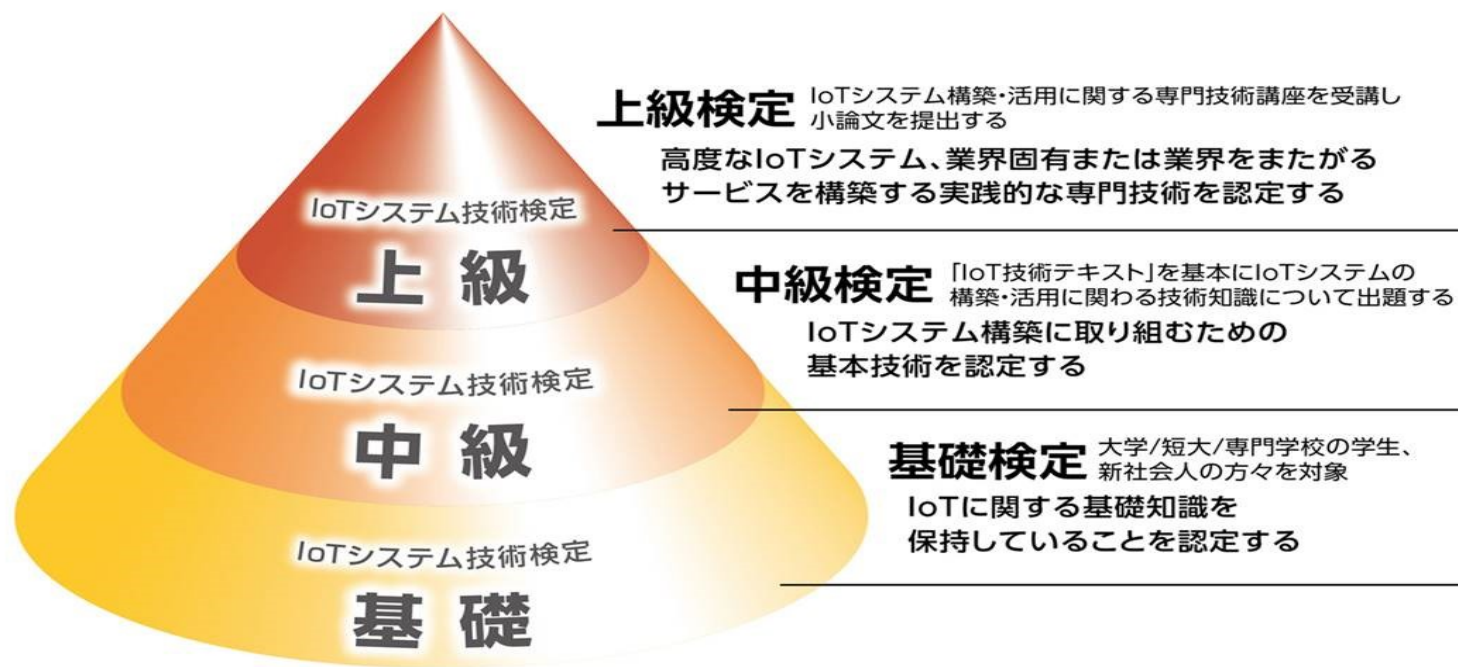 IoTシステム技術検定
上級
IoTシステム技術検定
中級
IoTシステム技術検定
基礎
上級検定
IoTシステム構築・活用に関する専門技術講座を受講し
小論文を提出する
高度なIoTシステム、業界固有または業界をまたがる
サービスを構築する実践的な専門技術を認定する
中級検定
「IoT技術テキスト」を基本にIoTシステムの
構築・活用に関わる技術知識について出題する
IoTシステム構築に取り組むための
基本技術を認定する
基礎検定
大学/短大/専門学校の学生、
新社会人の方々を対象
IoTに関する基礎知識を
保持していることを認定する